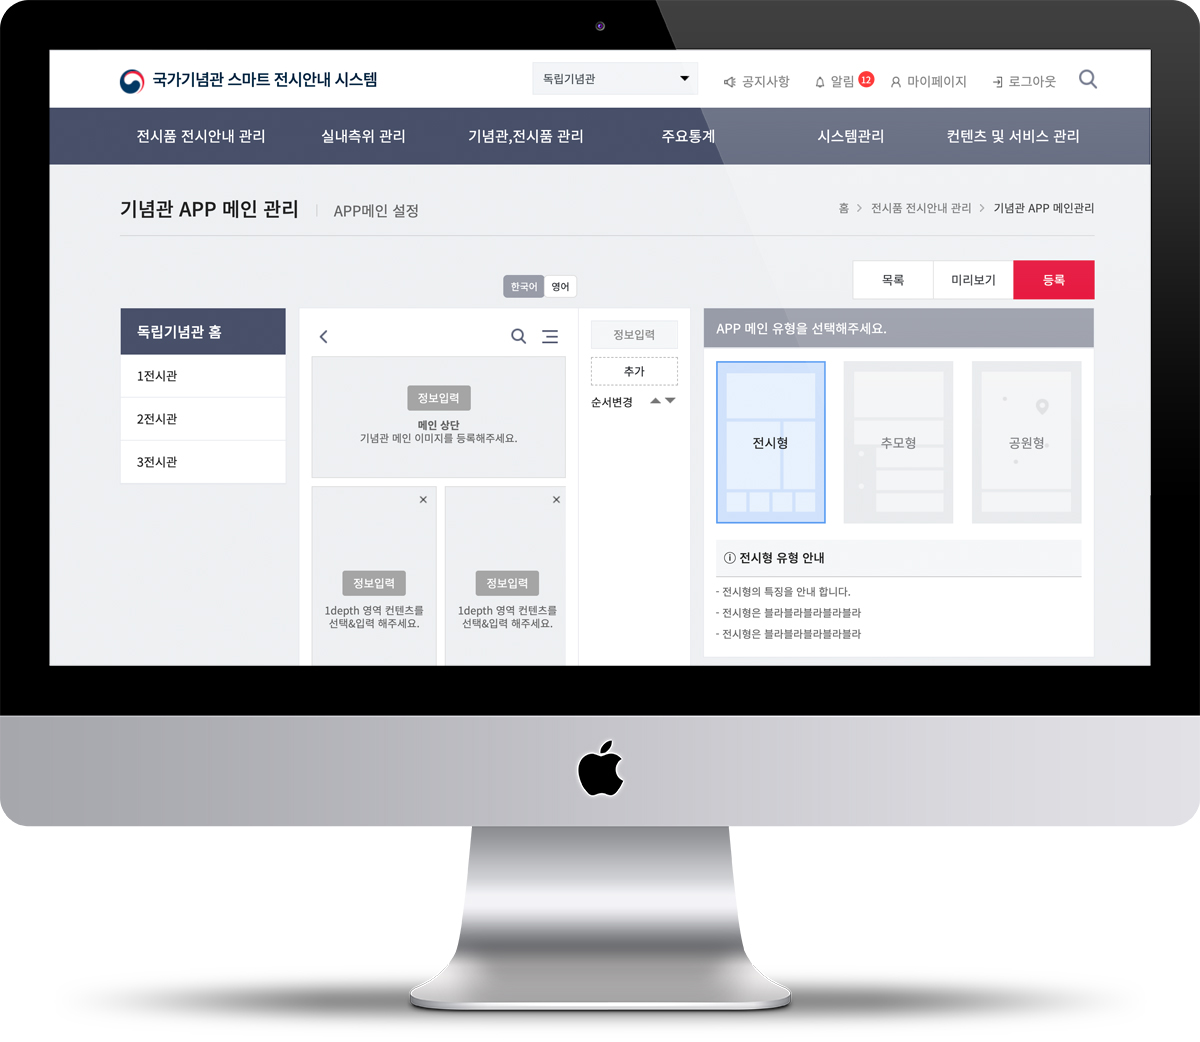 국가기념관 스마트 전시안내 시스템
독립기념관
공지사항
알림 12
마이페이지
로그아웃
전시품 전시안내 관리
실내측위 관리
기념관,전시품 관리
주요통계
시스템관리
컨텐츠 및 서비스 관리
기념관 APP 메인 관리
APP메인 설정
홈 > 전시품 전시안내 관리 > 기념관 APP 메인관리
한국어
영어
목록
미리보기
등록
독립기념관 홈
1전시관
2전시관
3전시관
정보입력
메인 상단
기념관 메인 이미지를 등록해주세요.
정보입력
1depth 영역 컨텐츠를
선택&입력 해주세요.
정보입력
1depth 영역 컨텐츠를
선택&입력 해주세요.
정보입력
추가
순서변경
APP 메인 유형을 선택해주세요.
전시형
추모형
공원형
전시형 유형 안내
- 전시형의 특징을 안내 합니다.
- 전시형은 블라블라블라블라블라
- 전시형은 블라블라블라블라블라